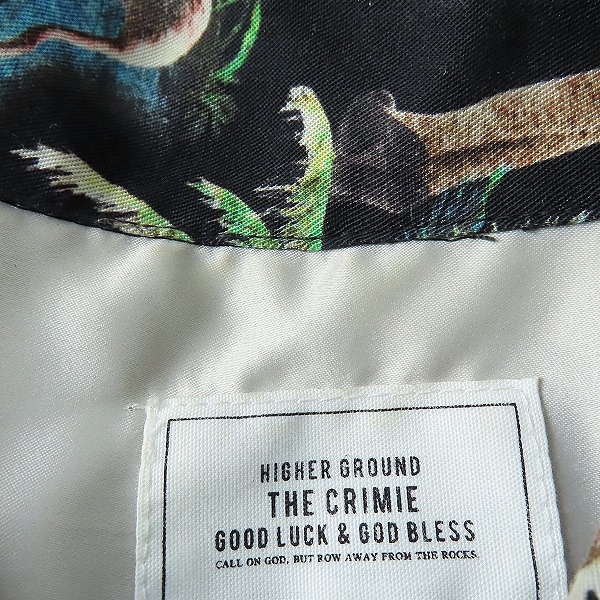 HIGHER GROUND
THE CRIMIE
GOOD LUCK & GOD BLESS
CALL ON GOD, BUT ROW AWAY FROM THE ROCKS.